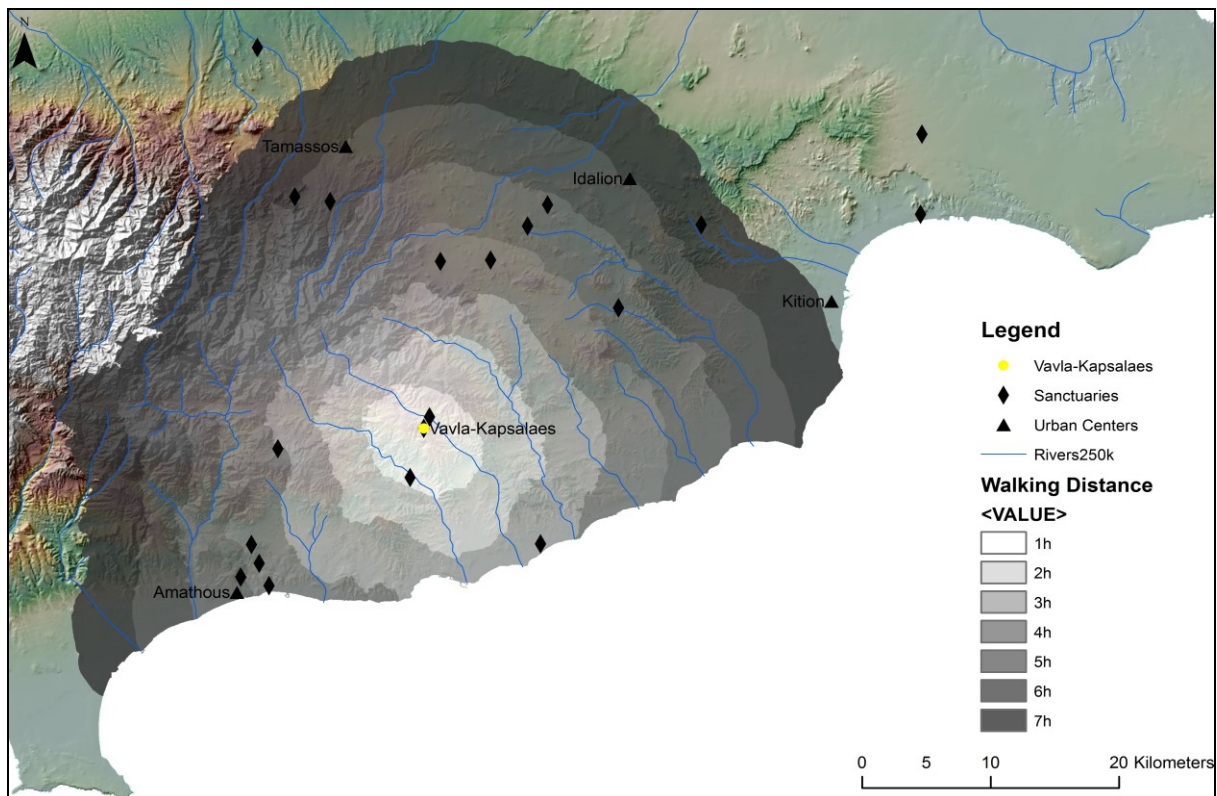 N
Tamassos
Idalion
Kition
Vavla-Kapsalaes
Amathous
Legend
Vavla-Kapsalaes
Sanctuaries
Urban Centers
Rivers250k
Walking Distance
<VALUE>
1h
2h
3h
4h
5h
6h
7h
0 5 10 20 Kilometers